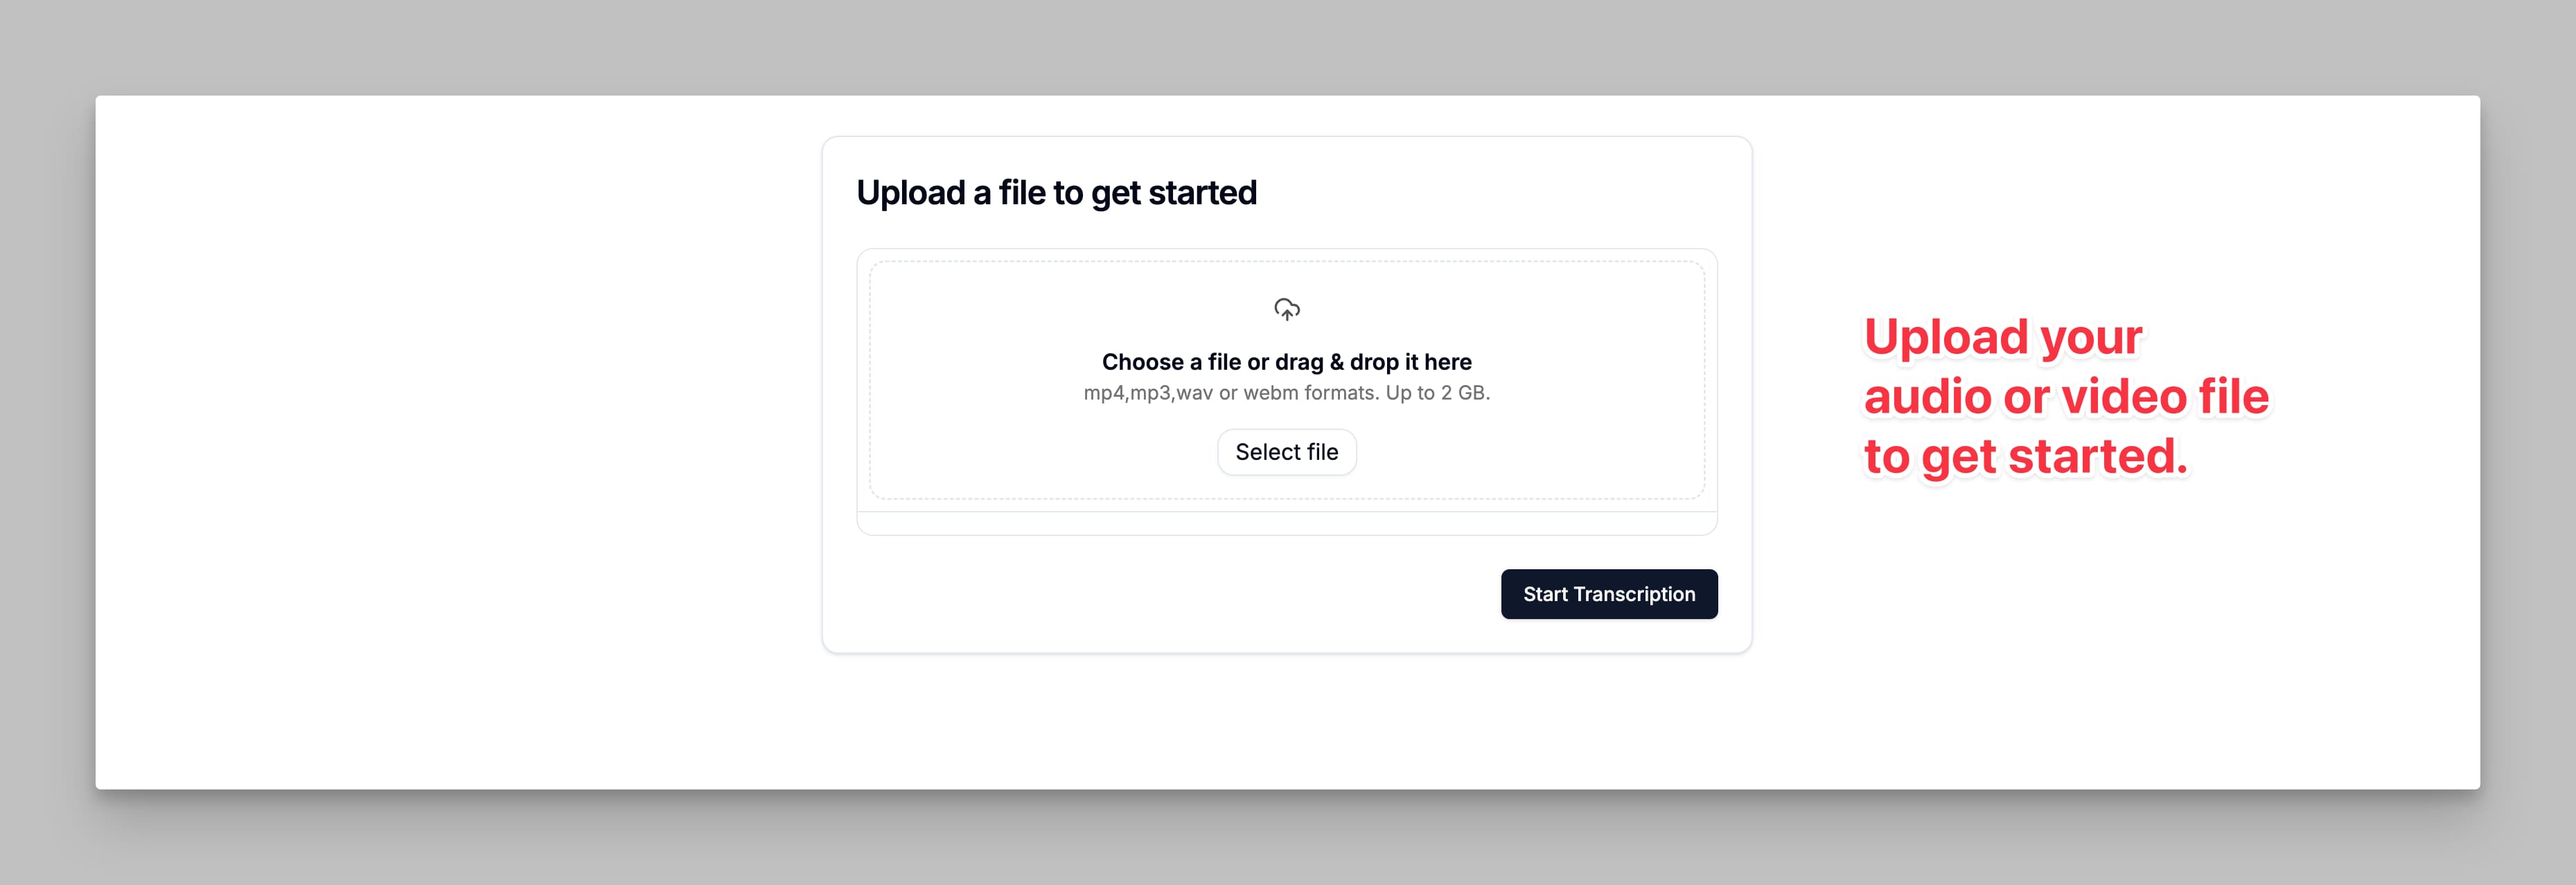 Upload a file to get started
Choose a file or drag & drop it here
mp4,mp3,wav or webm formats. Up to 2 GB.
Select file
Start Transcription
Upload your
audio or video file
to get started.